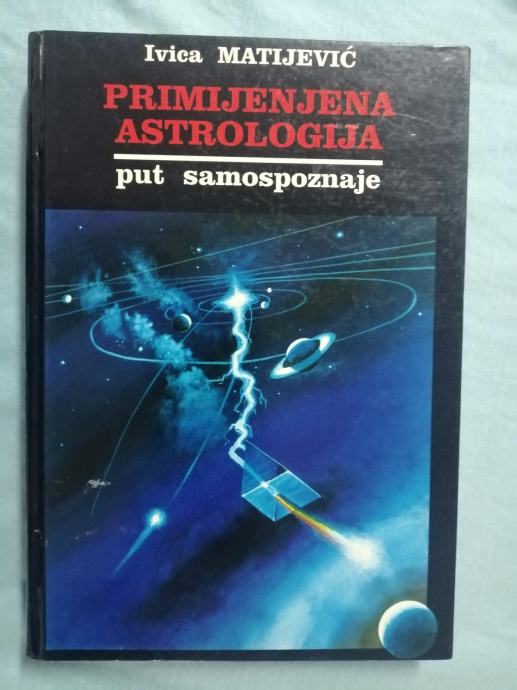 Ivica MATIJEVIĆ
PRIMIJENJENA
ASTROLOGIJA
put samospoznaje